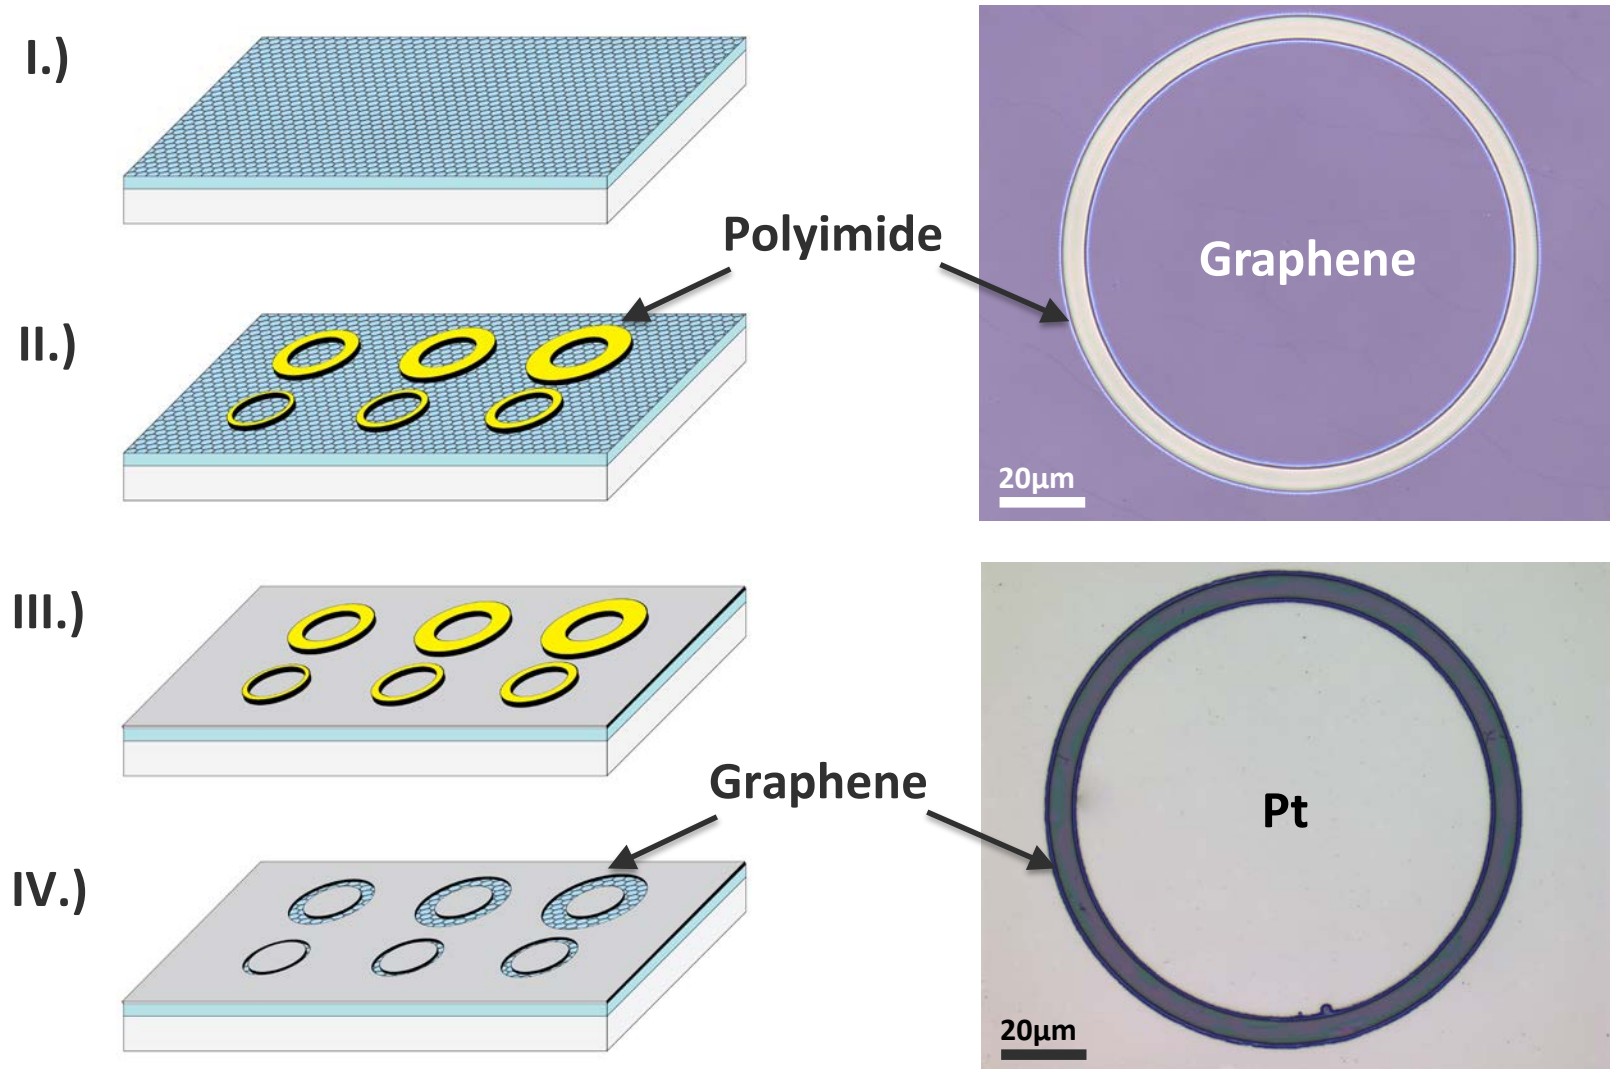 I.)
II.)
Polyimide
Graphene
20µm
III.)
IV.)
Graphene
Pt
20µm